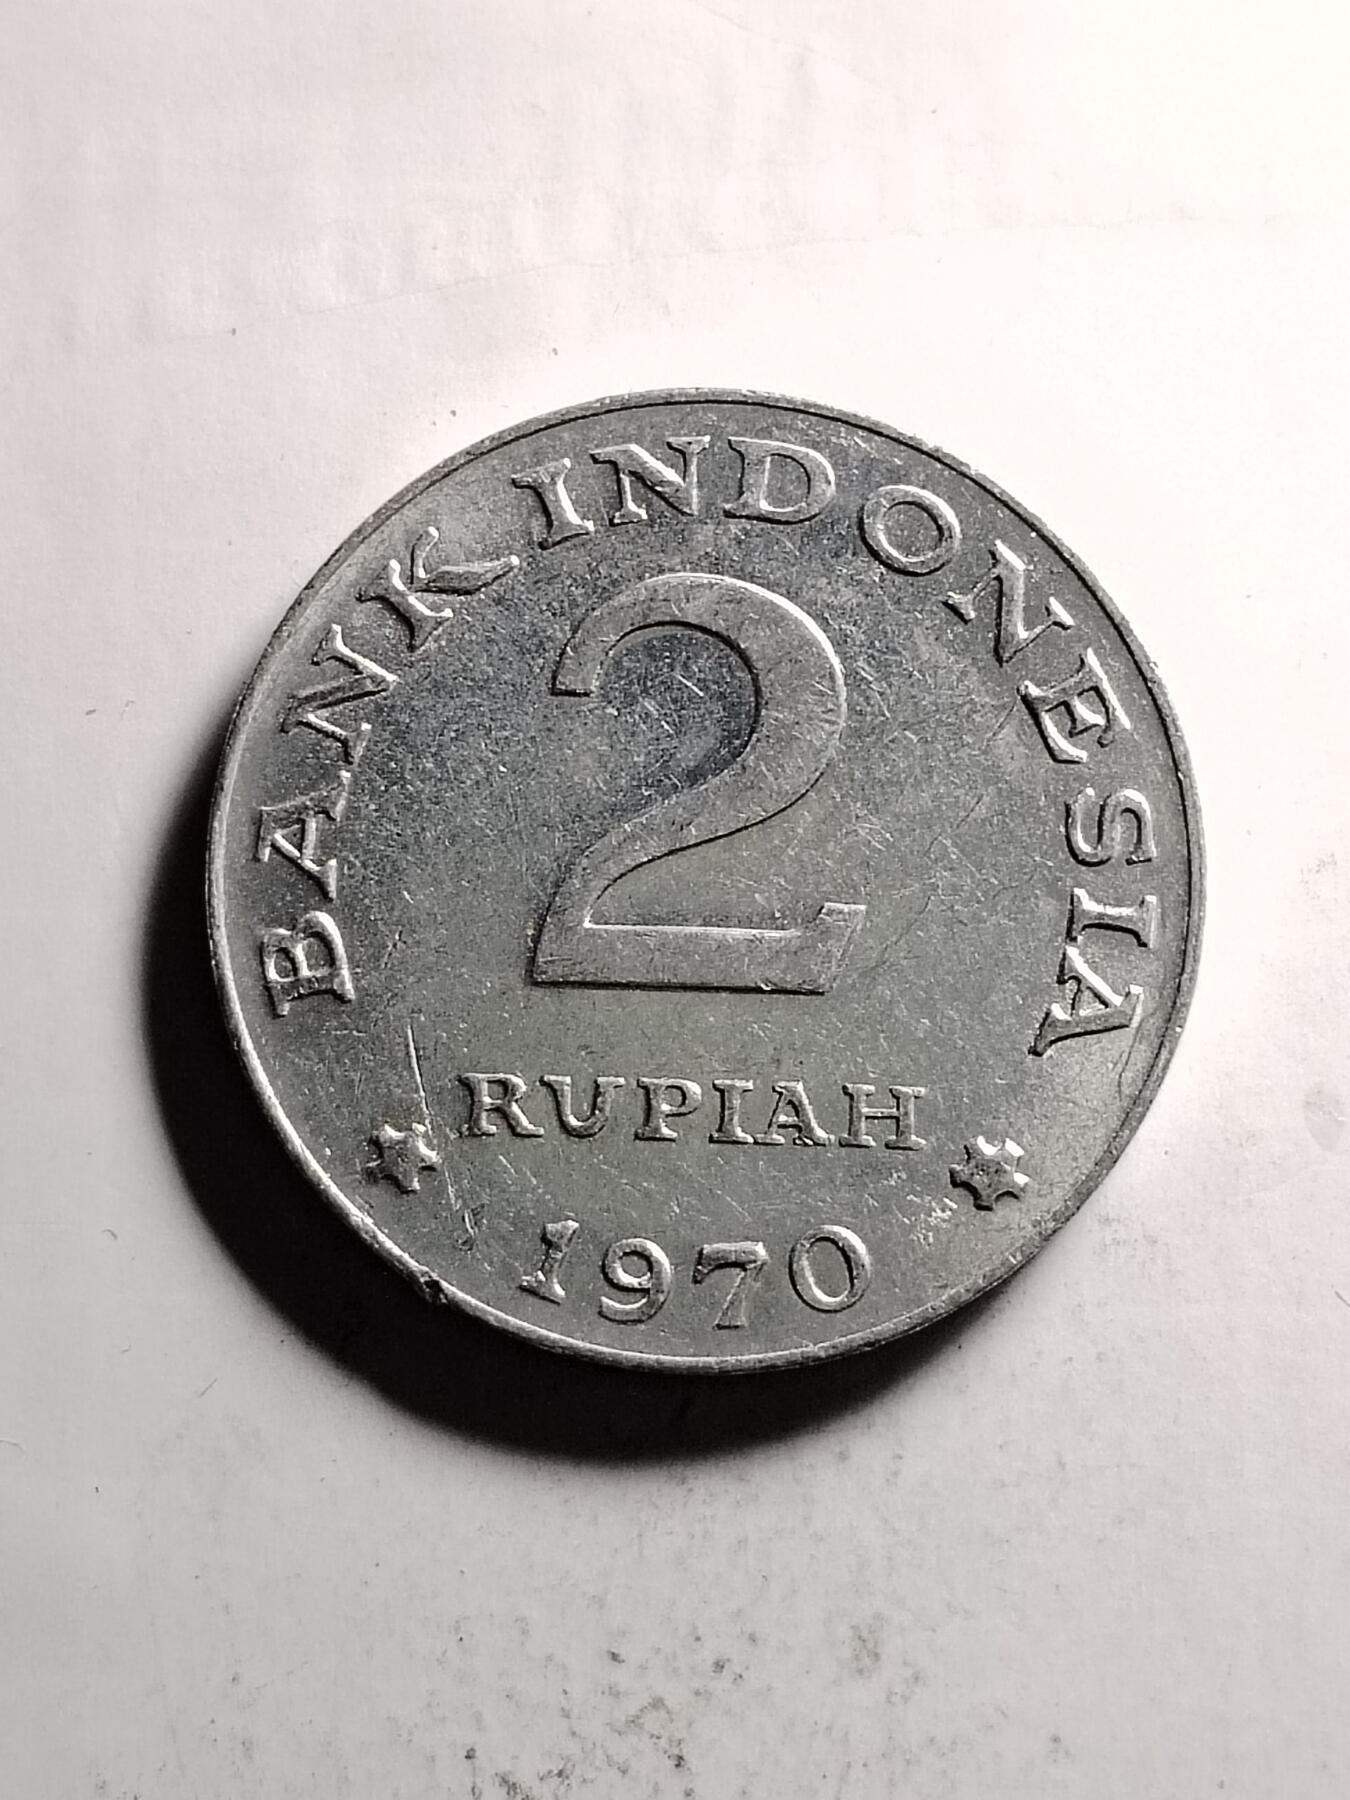 BANK INDONESIA
2
RUPIAH
1970